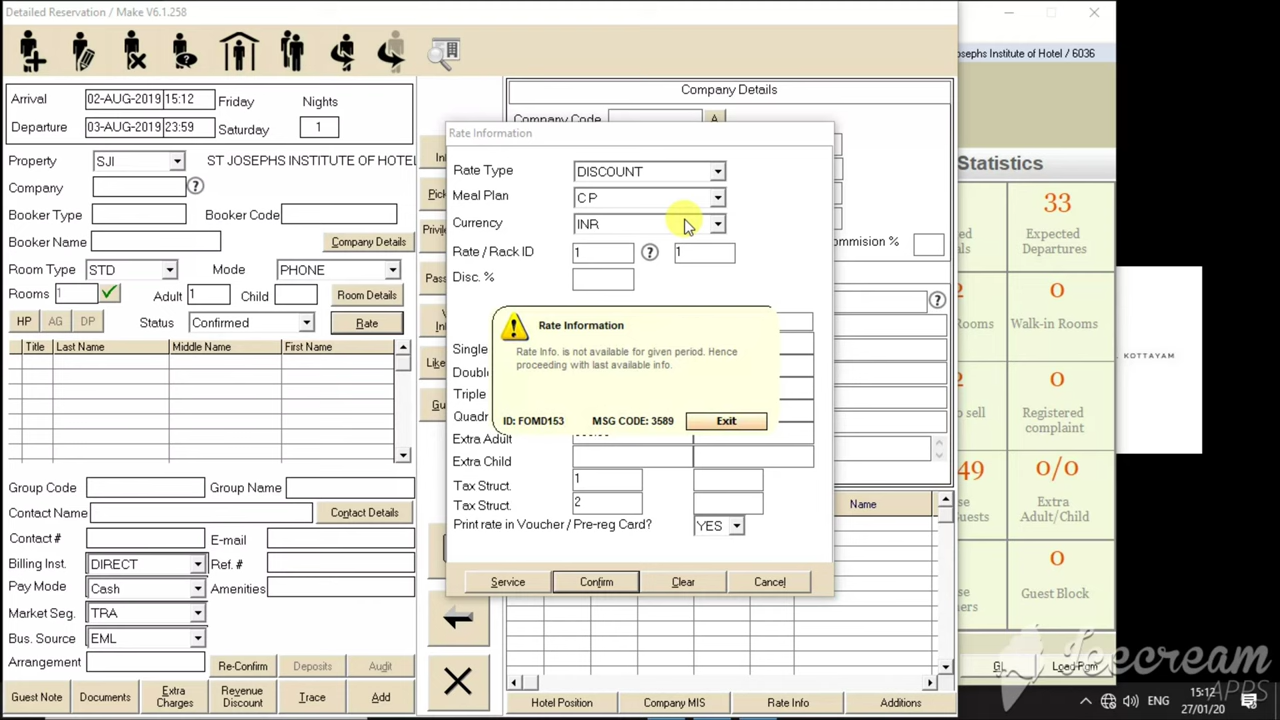 Detailed Reservation / Make V6.1.258
Arrival 02-AUG-2019 15:12 Friday Nights
Departure 03-AUG-2019 23:59 Saturday 1
Property SJI ST JOSEPHS INSTITUTE OF HOTEL
Company ?
Booker Type Booker Code
Booker Name Company Details
Room Type STD Mode PHONE
Rooms 1 Adult 1 Child Room Details
HP AG DP Status Confirmed Rate
Title Last Name Middle Name First Name
Group Code Group Name
Contact Name Contact Details
Contact # E-mail
Billing Inst. DIRECT Ref. #
Pay Mode Cash Amenities
Market Seg. TRA
Bus. Source EML
Arrangement Re-Confirm Deposits Audit
Guest Note Documents Extra Charges Revenue Discount Trace Add
Company Details
Company Code A
Rate Information
Rate Type DISCOUNT
Meal Plan CP
Currency INR
Rate / Rack ID 1 ? 1
Disc. %
Rate Information
Rate Info. is not available for given period. Hence
proceeding with last available info.
ID: FOMD153 MSG CODE: 3589 Exit
Single
Triple
Extra Adult
Extra Child
Tax Struct. 1
Tax Struct. 2
Print rate in Voucher / Pre-reg Card? YES
Service Confirm Clear Cancel
?
Name
Hotel Position Company MIS Rate Info Additions
osephs Institute of Hotel / 6036
Statistics
33
Expected
Departures
0
Rooms Walk-in Rooms
0
o sell Registered
complaint
49 0/0
Extra
Adult/Child
0
Guest Block
KOTTAYAM
Icecream
APPS
ENG 15:12
27/01/20